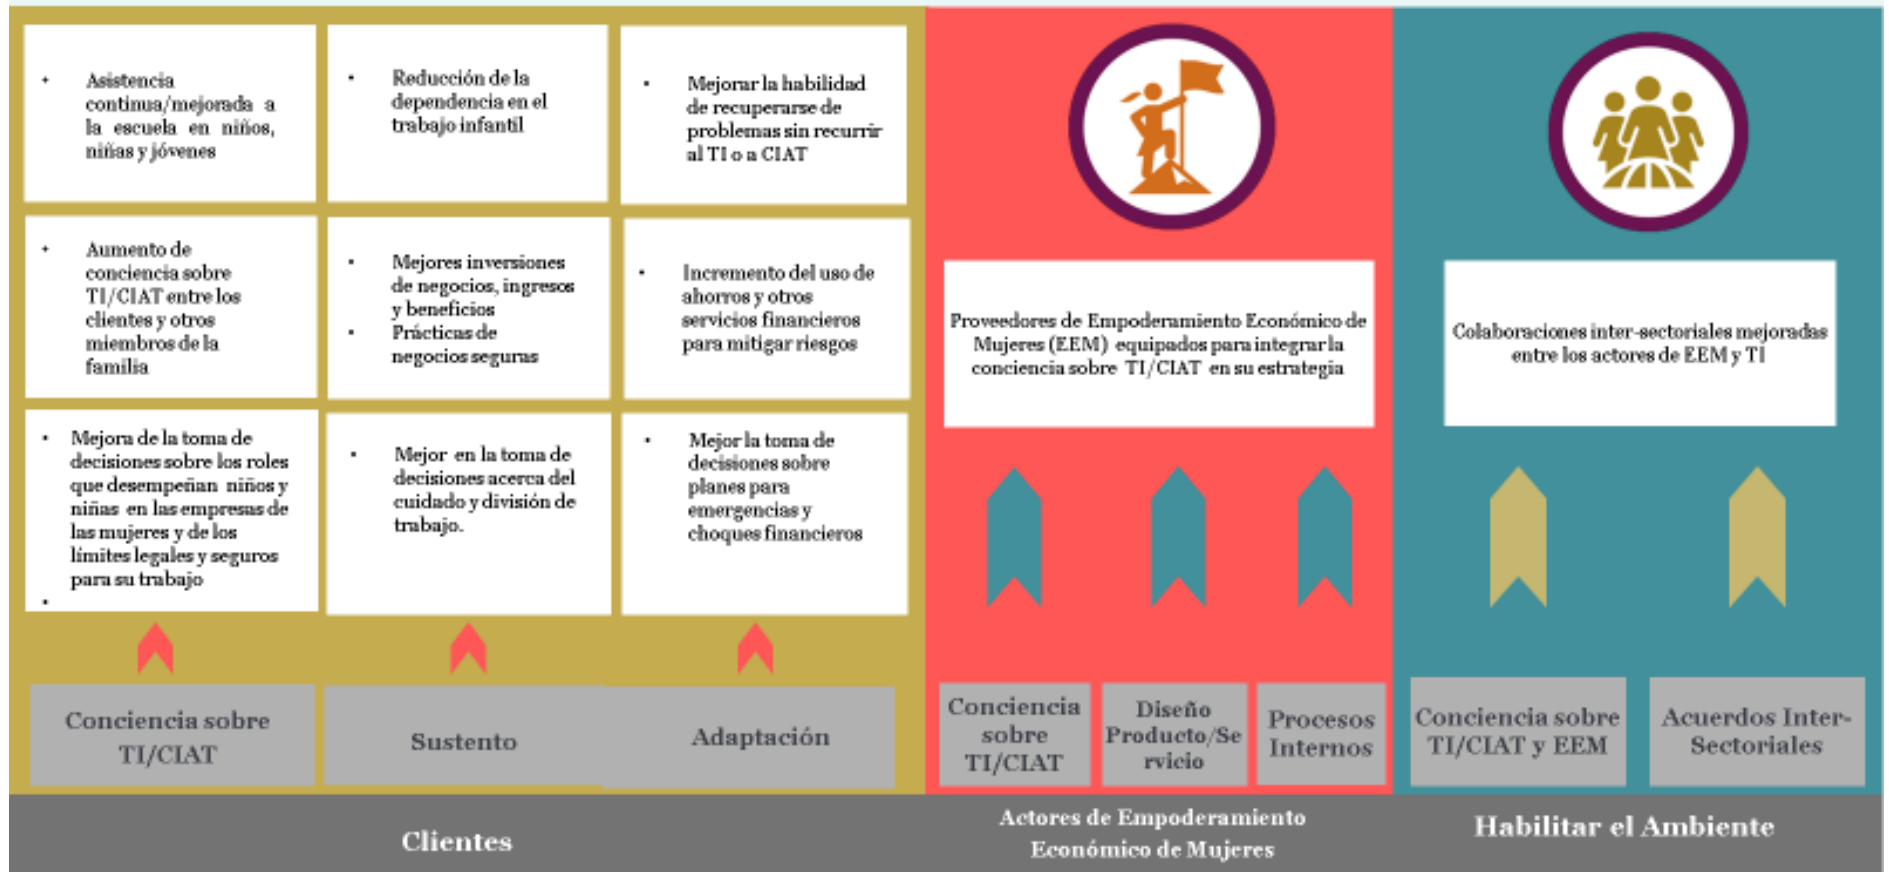 • Asistencia
continua/mejorada a
la escuela en niños,
niñas y jóvenes
• Reducción de la
dependencia en el
trabajo infantil
• Mejorar la habilidad
de recuperarse de
problemas sin recurrir
al TI o a CIAT
• Aumento de
conciencia sobre
TI/CIAT entre los
clientes y otros
miembros de la
familia
• Mejores inversiones
de negocios, ingresos
y beneficios
• Prácticas de
negocios seguras
• Incremento del uso de
ahorros y otros
servicios financieros
para mitigar riesgos
• Mejora de la toma de
decisiones sobre los roles
que desempeñan niños y
niñas en las empresas de
las mujeres y de los
límites legales y seguros
para su trabajo
•
• Mejor en la toma de
decisiones acerca del
cuidado y división de
trabajo.
• Mejor la toma de
decisiones sobre
planes para
emergencias y
choques financieros
Conciencia sobre
TI/CIAT
Sustento
Adaptación
Clientes
Proveedores de Empoderamiento Económico de
Mujeres (EEM) equipados para integrar la
conciencia sobre TI/CIAT en su estrategia
Conciencia
sobre
TI/CIAT
Diseño
Producto/Se
rvicio
Procesos
Internos
Actores de Empoderamiento
Económico de Mujeres
Colaboraciones inter-sectoriales mejoradas
entre los actores de EEM y TI
Conciencia sobre
TI/CIAT y EEM
Acuerdos Inter-
Sectoriales
Habilitar el Ambiente